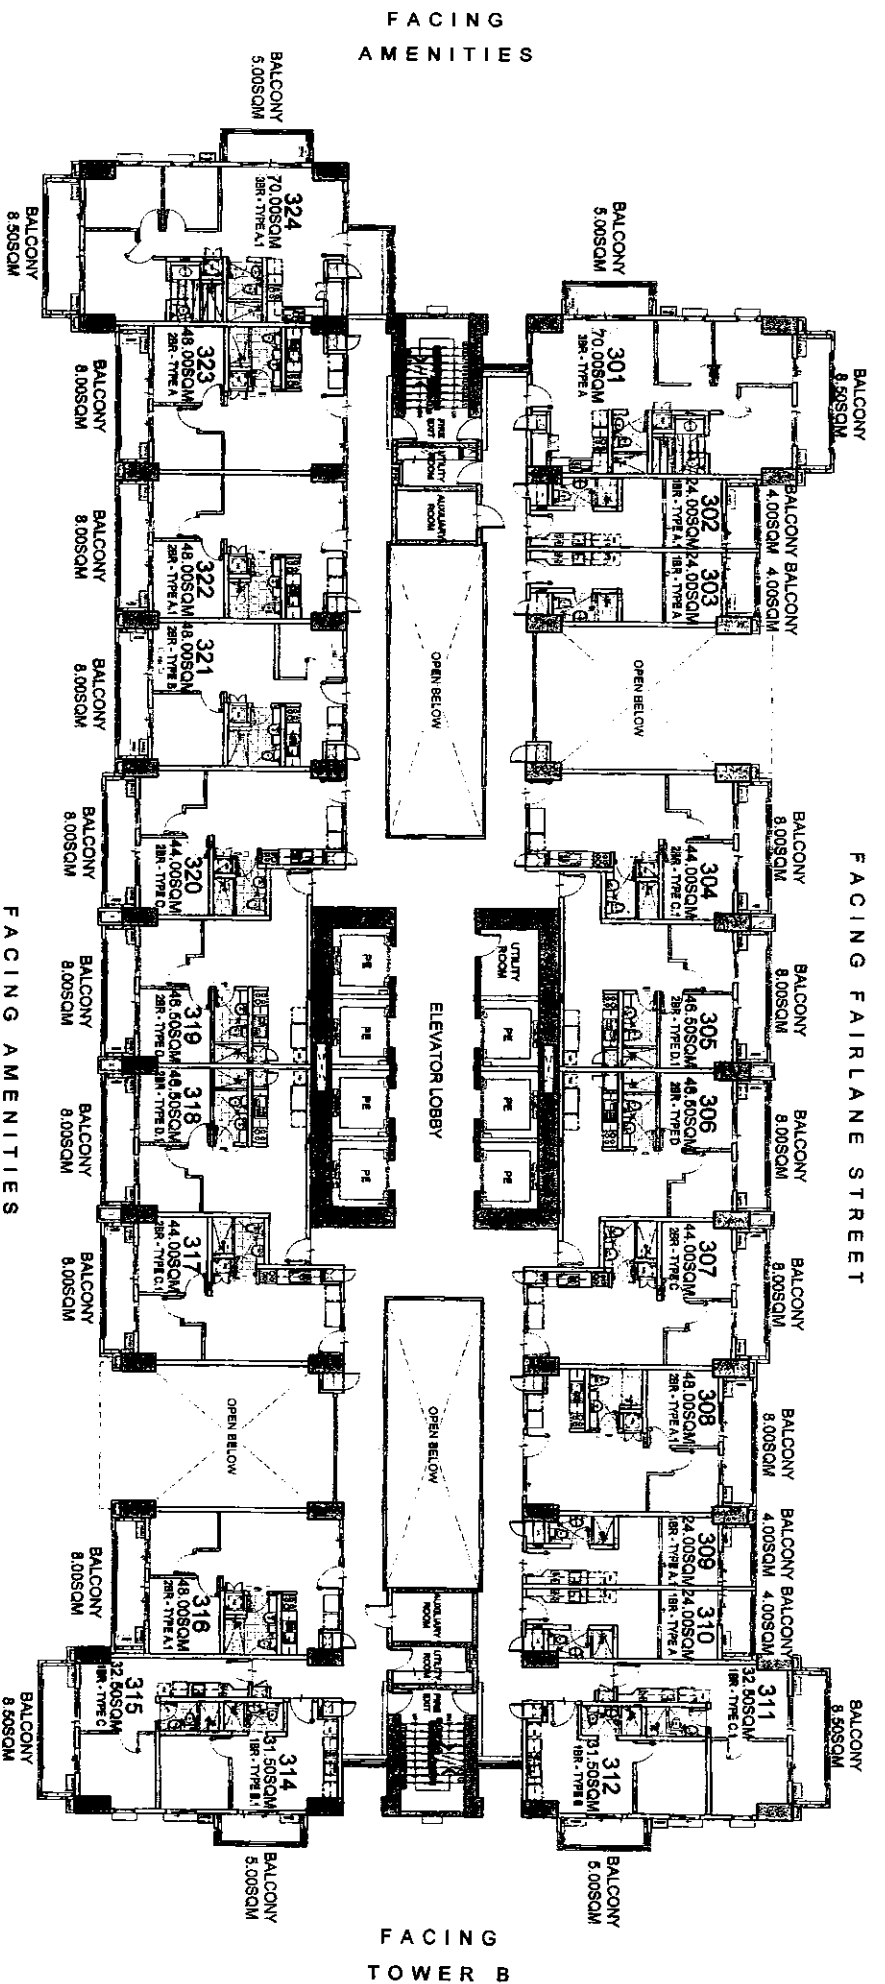 FACING
AMENITIES
BALCONY
5.00SQM
BALCONY
8.50SQM
324
70.00SQM
3BR - TYPE A.1
BALCONY
5.00SQM
BALCONY
8.50SQM
301
70.00SQM
3BR - TYPE A
FIRE
EXIT
UTILITY
ROOM
AUXILIARY
ROOM
323
48.00SQM
2BR - TYPE A
BALCONY
8.00SQM
302
24.00SQM
1BR - TYPE A.1
BALCONY
4.00SQM
303
24.00SQM
1BR - TYPE A
BALCONY
4.00SQM
322
48.00SQM
2BR - TYPE A.1
BALCONY
8.00SQM
321
48.00SQM
2BR - TYPE B
BALCONY
8.00SQM
OPEN BELOW
OPEN BELOW
320
44.00SQM
2BR - TYPE C
BALCONY
8.00SQM
304
44.00SQM
2BR - TYPE C.1
BALCONY
8.00SQM
FACING FAIRLANE STREET
FACING AMENITIES
319
46.50SQM
2BR - TYPE D
BALCONY
8.00SQM
305
46.50SQM
2BR - TYPE D.1
BALCONY
8.00SQM
UTILITY
ROOM
ELEVATOR LOBBY
PE
PE
PE
PE
PE
PE
PE
318
46.50SQM
2BR - TYPE D.1
BALCONY
8.00SQM
306
46.50SQM
2BR - TYPE D
BALCONY
8.00SQM
317
44.00SQM
2BR - TYPE C.1
BALCONY
8.00SQM
307
44.00SQM
2BR - TYPE C
BALCONY
8.00SQM
OPEN BELOW
OPEN BELOW
308
48.00SQM
2BR - TYPE A.1
BALCONY
8.00SQM
309
24.00SQM
1BR - TYPE A.1
BALCONY
4.00SQM
310
24.00SQM
1BR - TYPE A
BALCONY
4.00SQM
316
48.00SQM
2BR - TYPE A.1
BALCONY
8.00SQM
AUXILIARY
ROOM
UTILITY
ROOM
FIRE
EXIT
315
32.50SQM
1BR - TYPE C
BALCONY
8.50SQM
311
32.50SQM
1BR - TYPE C.1
BALCONY
8.50SQM
314
31.50SQM
1BR - TYPE B.1
BALCONY
5.00SQM
312
31.50SQM
1BR - TYPE B
BALCONY
5.00SQM
FACING
TOWER B